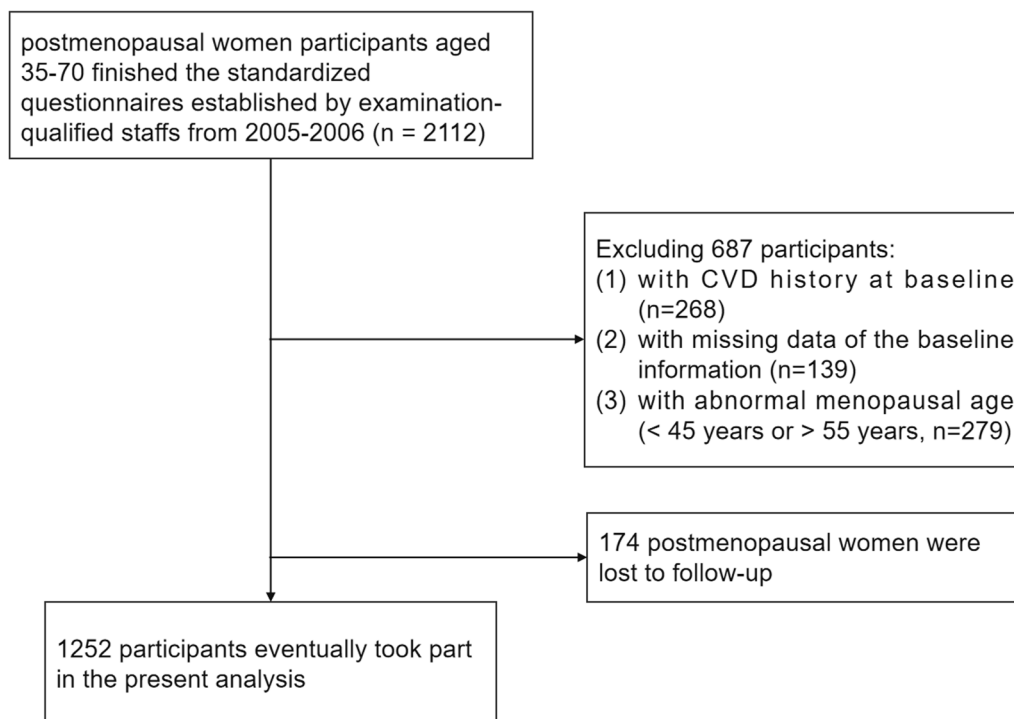 postmenopausal women participants aged
35-70 finished the standardized
questionnaires established by examination-
qualified staffs from 2005-2006 (n = 2112)
Excluding 687 participants:
(1) with CVD history at baseline
(n=268)
(2) with missing data of the baseline
information (n=139)
(3) with abnormal menopausal age
(< 45 years or > 55 years, n=279)
174 postmenopausal women were
lost to follow-up
1252 participants eventually took part
in the present analysis